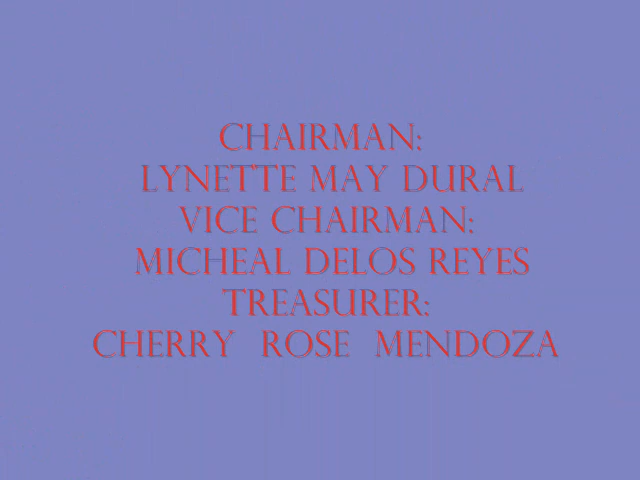 CHAIRMAN:
LYNETTE MAY DURAL
VICE CHAIRMAN:
MICHEAL DELOS REYES
TREASURER:
CHERRY ROSE MENDOZA